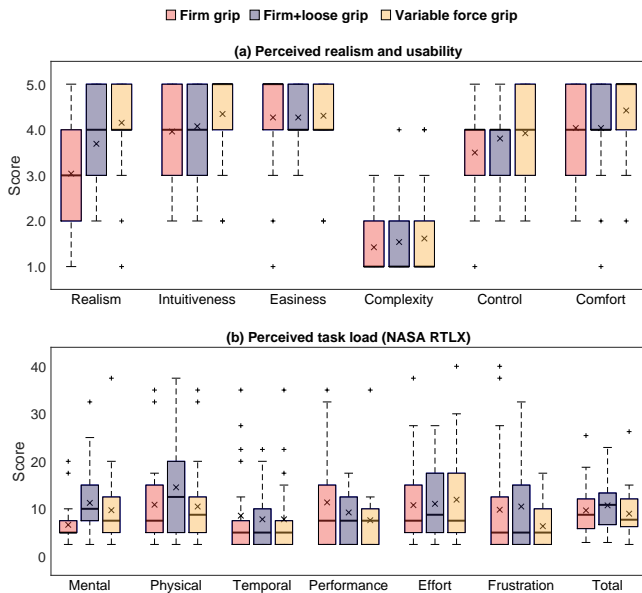 Firm grip Firm+loose grip Variable force grip
(a) Perceived realism and usability
5.0
4.0
3.0
2.0
1.0
Score
Realism Intuitiveness Easiness Complexity Control Comfort
(b) Perceived task load (NASA RTLX)
40
30
20
10
0
Score
Mental Physical Temporal Performance Effort Frustration Total